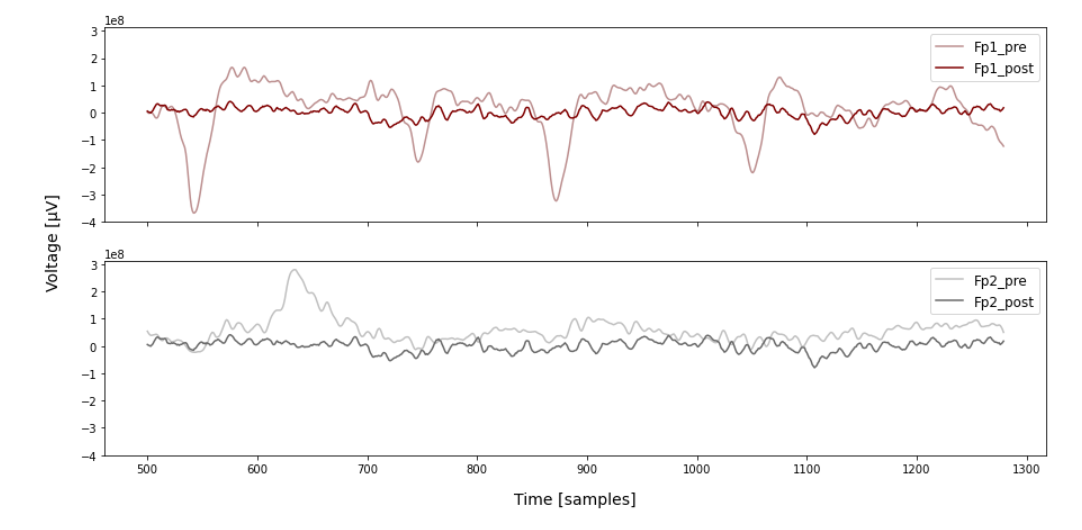 1e8
3
2
1
0
−1
−2
−3
−4
Fp1_pre
Fp1_post
Voltage [µV]
1e8
3
2
1
0
−1
−2
−3
−4
Fp2_pre
Fp2_post
500 600 700 800 900 1000 1100 1200 1300
Time [samples]